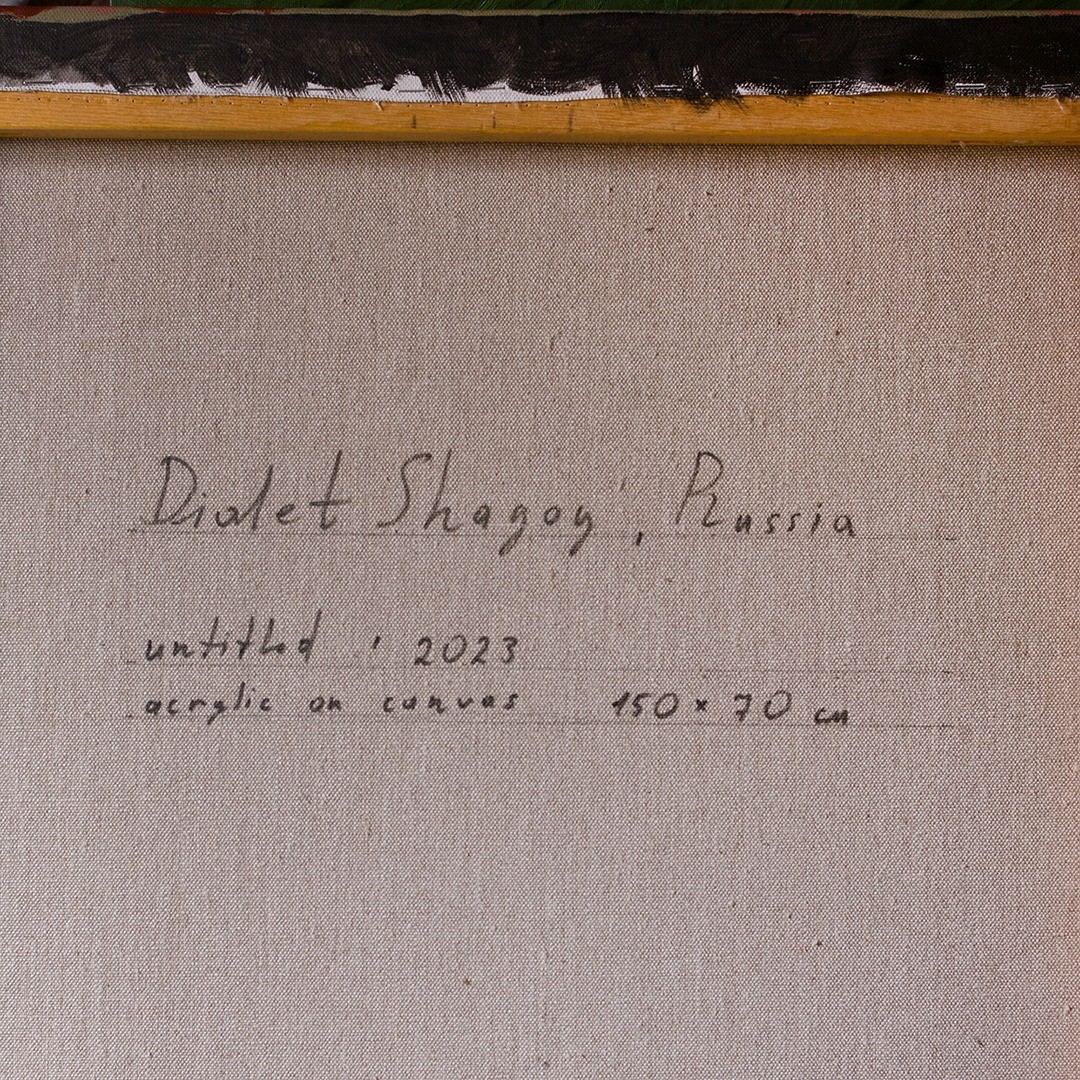 Dialet Shagoy, Russia
untitled, 2023
acrylic on canvas 150 × 70 cm